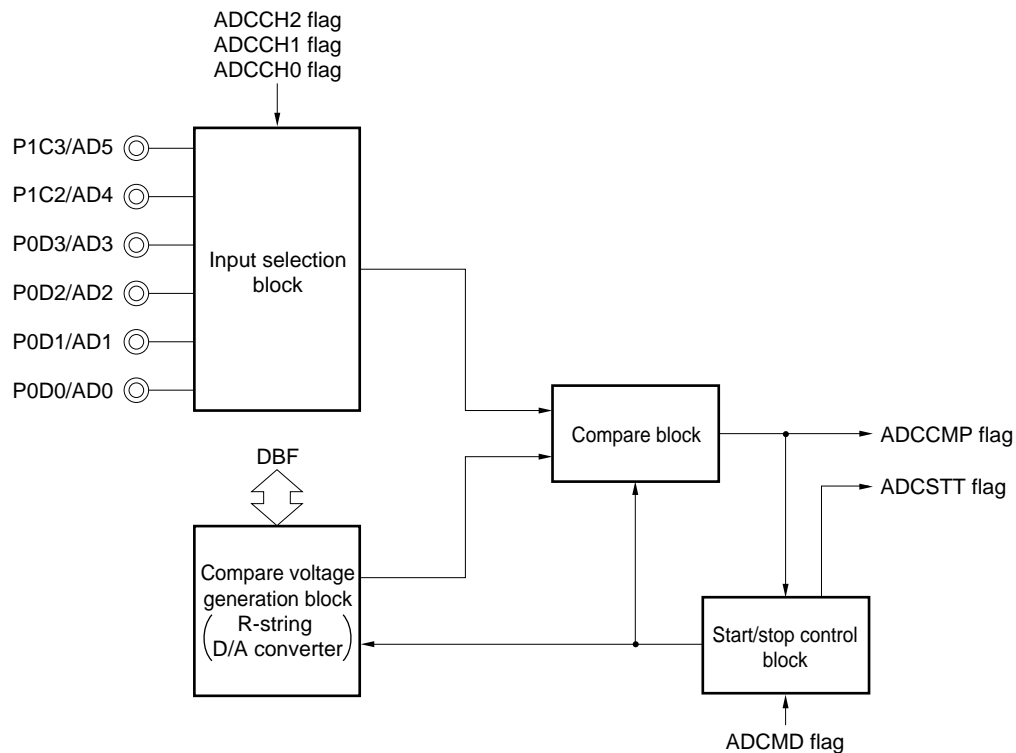 ADCCH2 flag
ADCCH1 flag
ADCCH0 flag
P1C3/AD5
P1C2/AD4
P0D3/AD3
P0D2/AD2
P0D1/AD1
P0D0/AD0
Input selection
block
Compare block
ADCCMP flag
ADCSTT flag
DBF
Compare voltage
generation block
( R-string
D/A converter )
Start/stop control
block
ADCMD flag